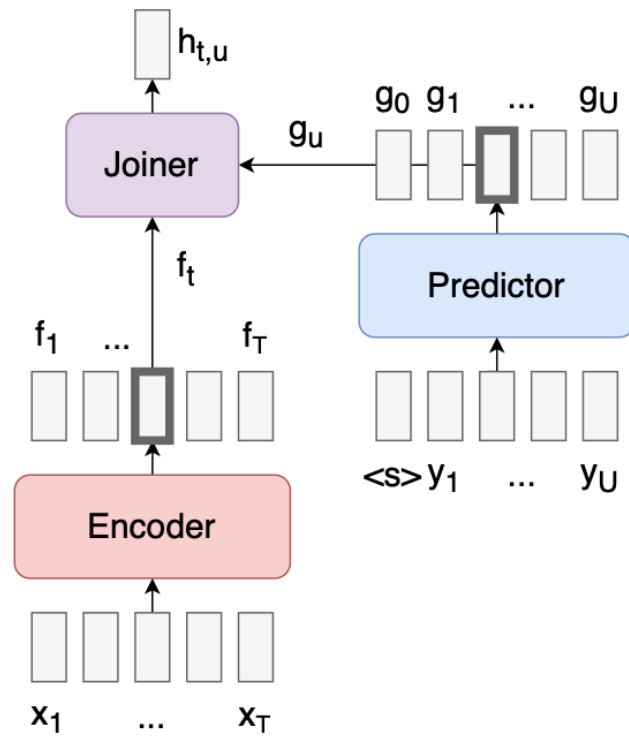 h_t,u
g_0 g_1 ... g_U
g_u
Joiner
f_t
Predictor
f_1 ... f_T
<s> y_1 ... y_U
Encoder
x_1 ... x_T